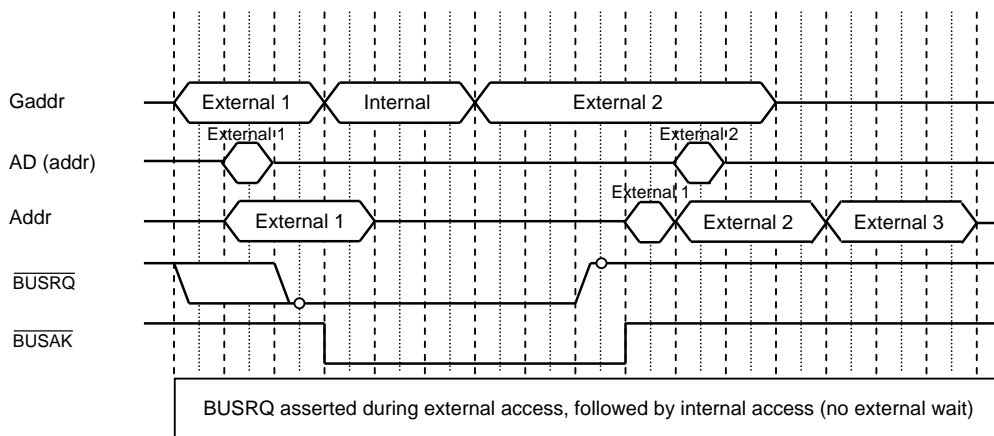 Gaddr External 1 Internal External 2
External 1 External 2
AD (addr)
External 1
Addr External 1 External 2 External 3
BUSRQ
BUSAK
BUSRQ asserted during external access, followed by internal access (no external wait)